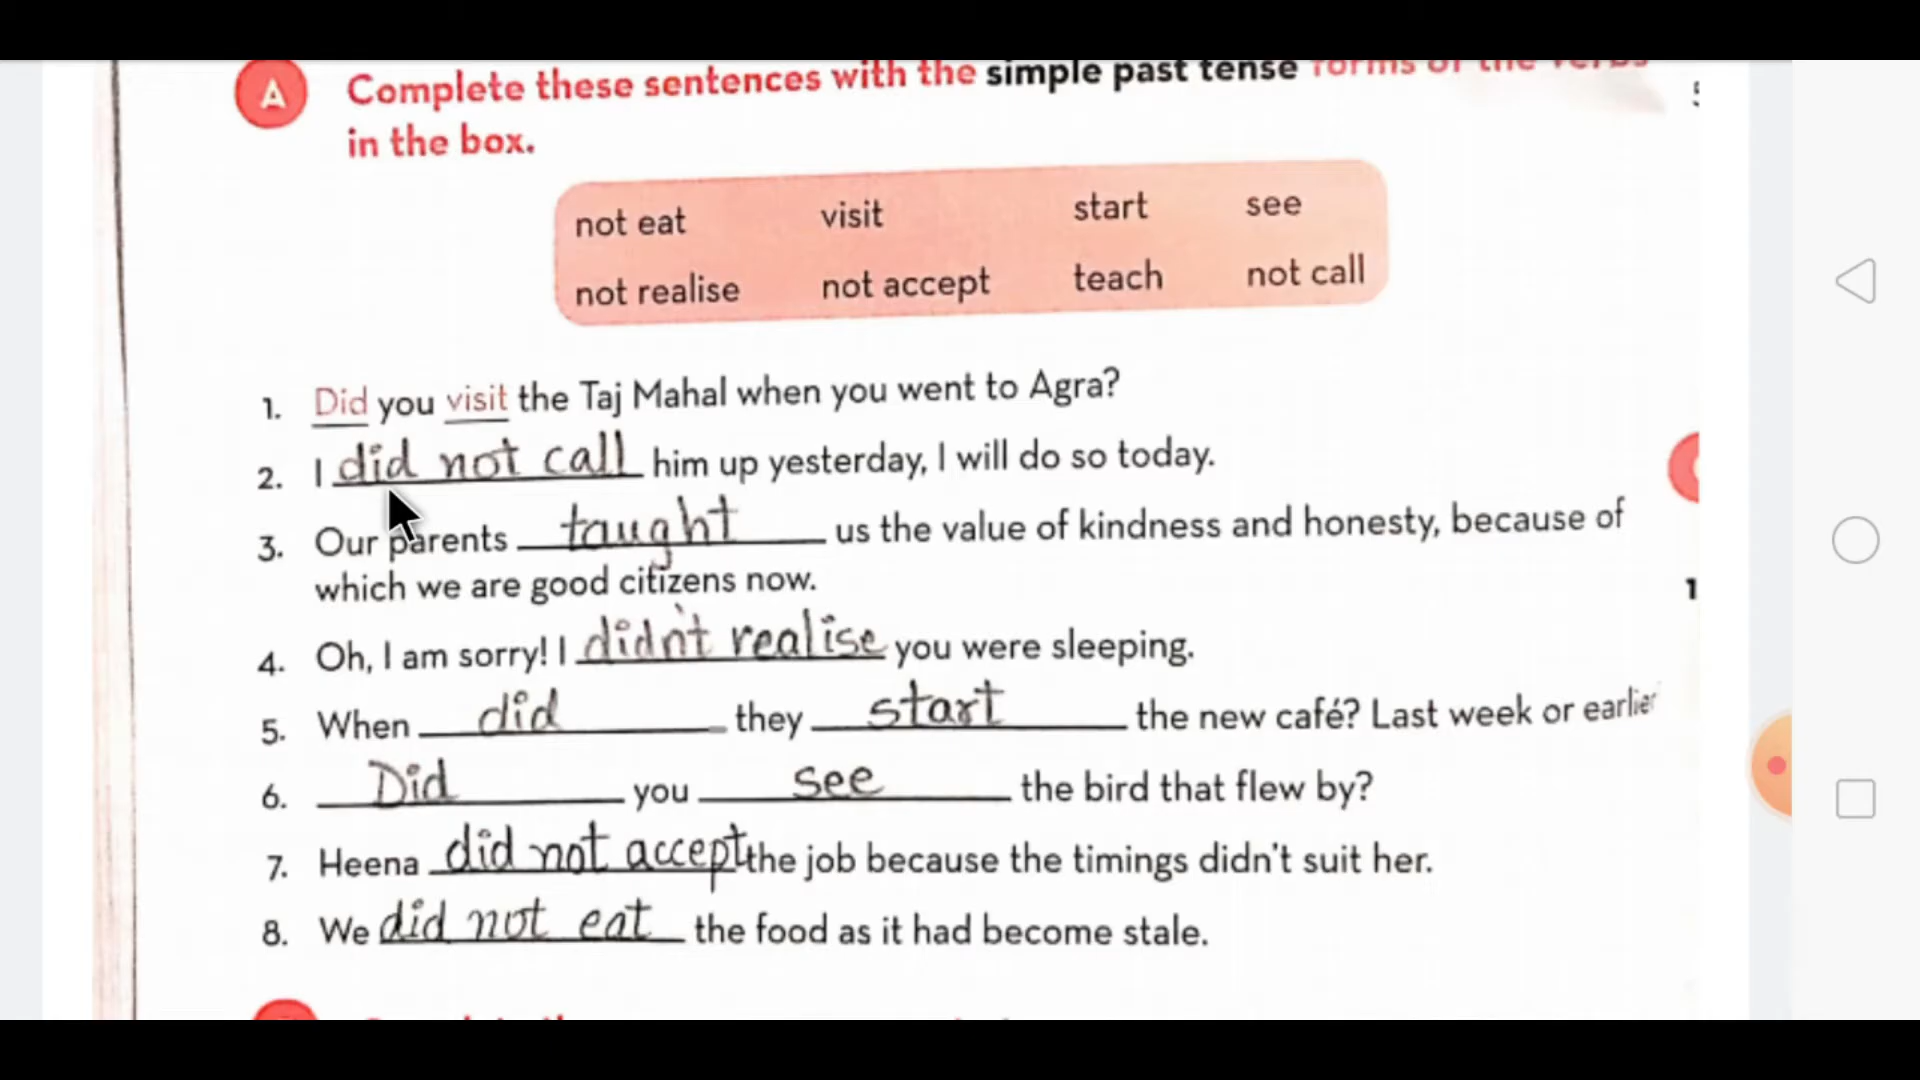 A Complete these sentences with the simple past tense forms of the verbs
in the box.
not eat visit start see
not realise not accept teach not call
1. Did you visit the Taj Mahal when you went to Agra?
2. I did not call him up yesterday, I will do so today.
3. Our parents taught us the value of kindness and honesty, because of
which we are good citizens now.
4. Oh, I am sorry! I didn't realise you were sleeping.
5. When did they start the new café? Last week or earlier
6. Did you see the bird that flew by?
7. Heena did not accept the job because the timings didn't suit her.
8. We did not eat the food as it had become stale.
1